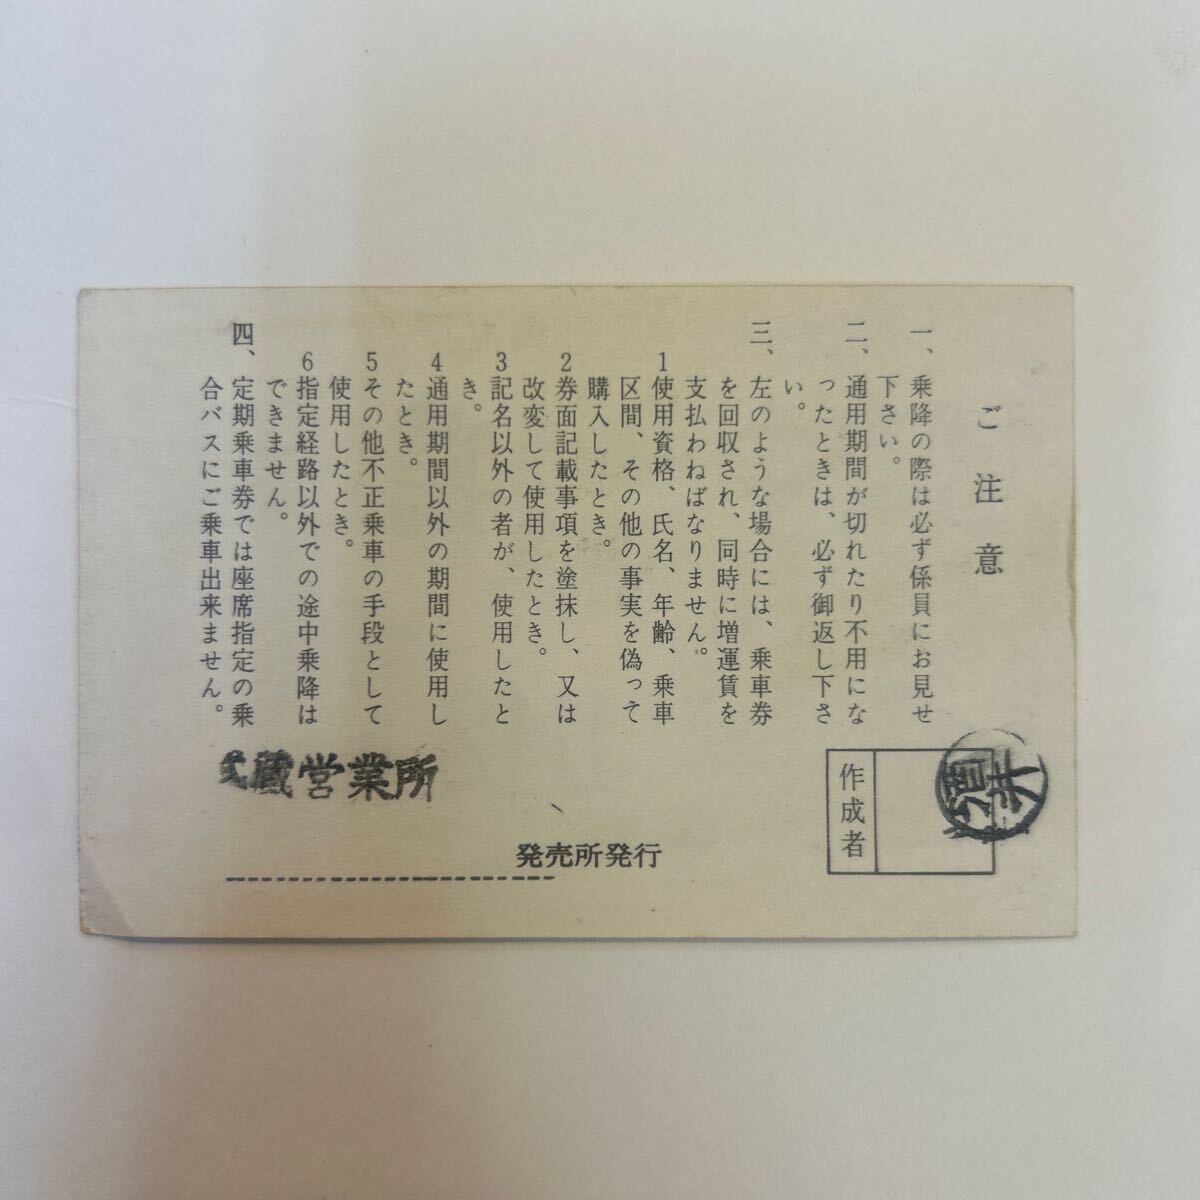 ご注意
一、乗降の際は必ず係員にお見せ
下さい。
二、通用期間が切れたり不用にな
ったときは、必ず御返し下さ
い。
三、左のような場合には、乗車券
を回収され、同時に増運賃を
支払わねばなりません。
1使用資格、氏名、年齢、乗車
区間、その他の事実を偽って
購入したとき。
2券面記載事項を塗抹し、又は
改変して使用したとき。
3記名以外の者が、使用したと
き。
4通用期間以外の期間に使用し
たとき。
5その他不正乗車の手段として
使用したとき。
6指定経路以外での途中乗降は
できません。
四、定期乗車券では座席指定の乗
合バスにご乗車出来ません。
作成者
酒井
蔵営業所
発売所発行